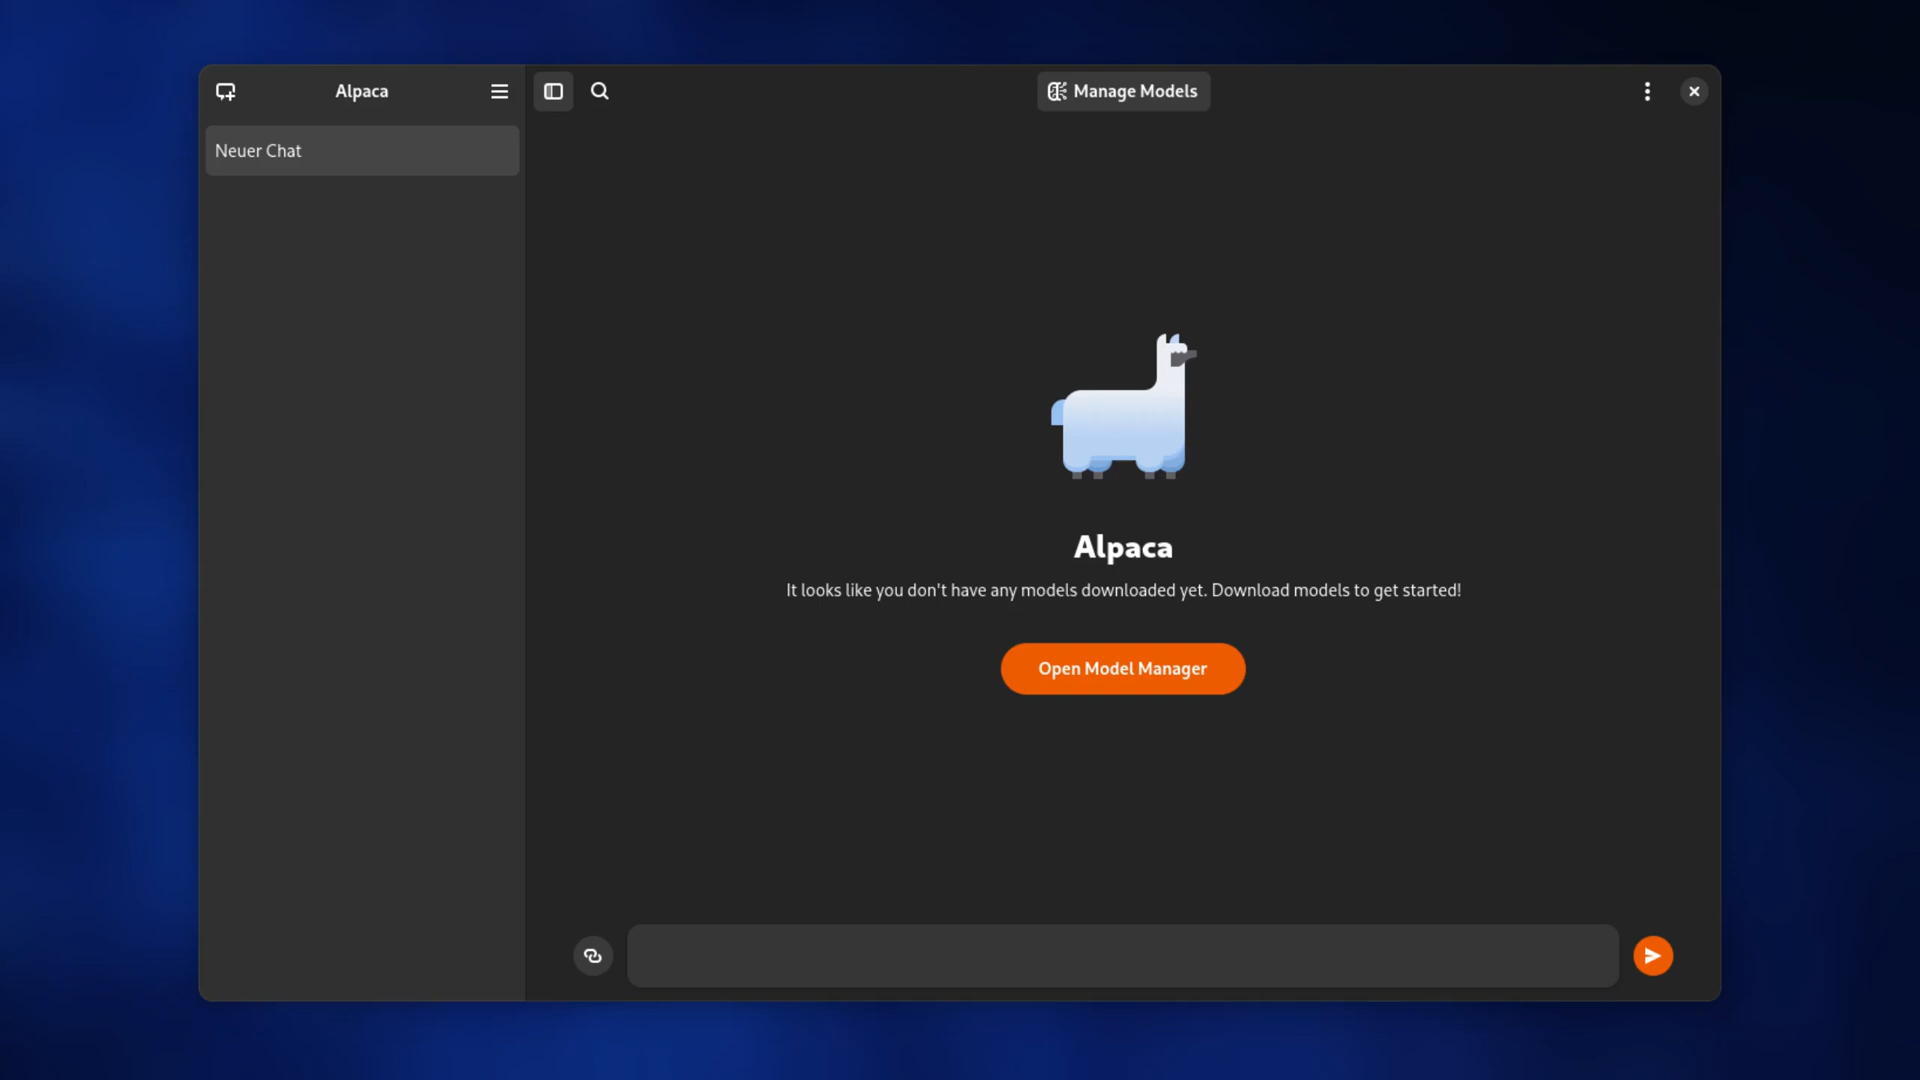 Alpaca
Manage Models
Neuer Chat
Alpaca
It looks like you don't have any models downloaded yet. Download models to get started!
Open Model Manager